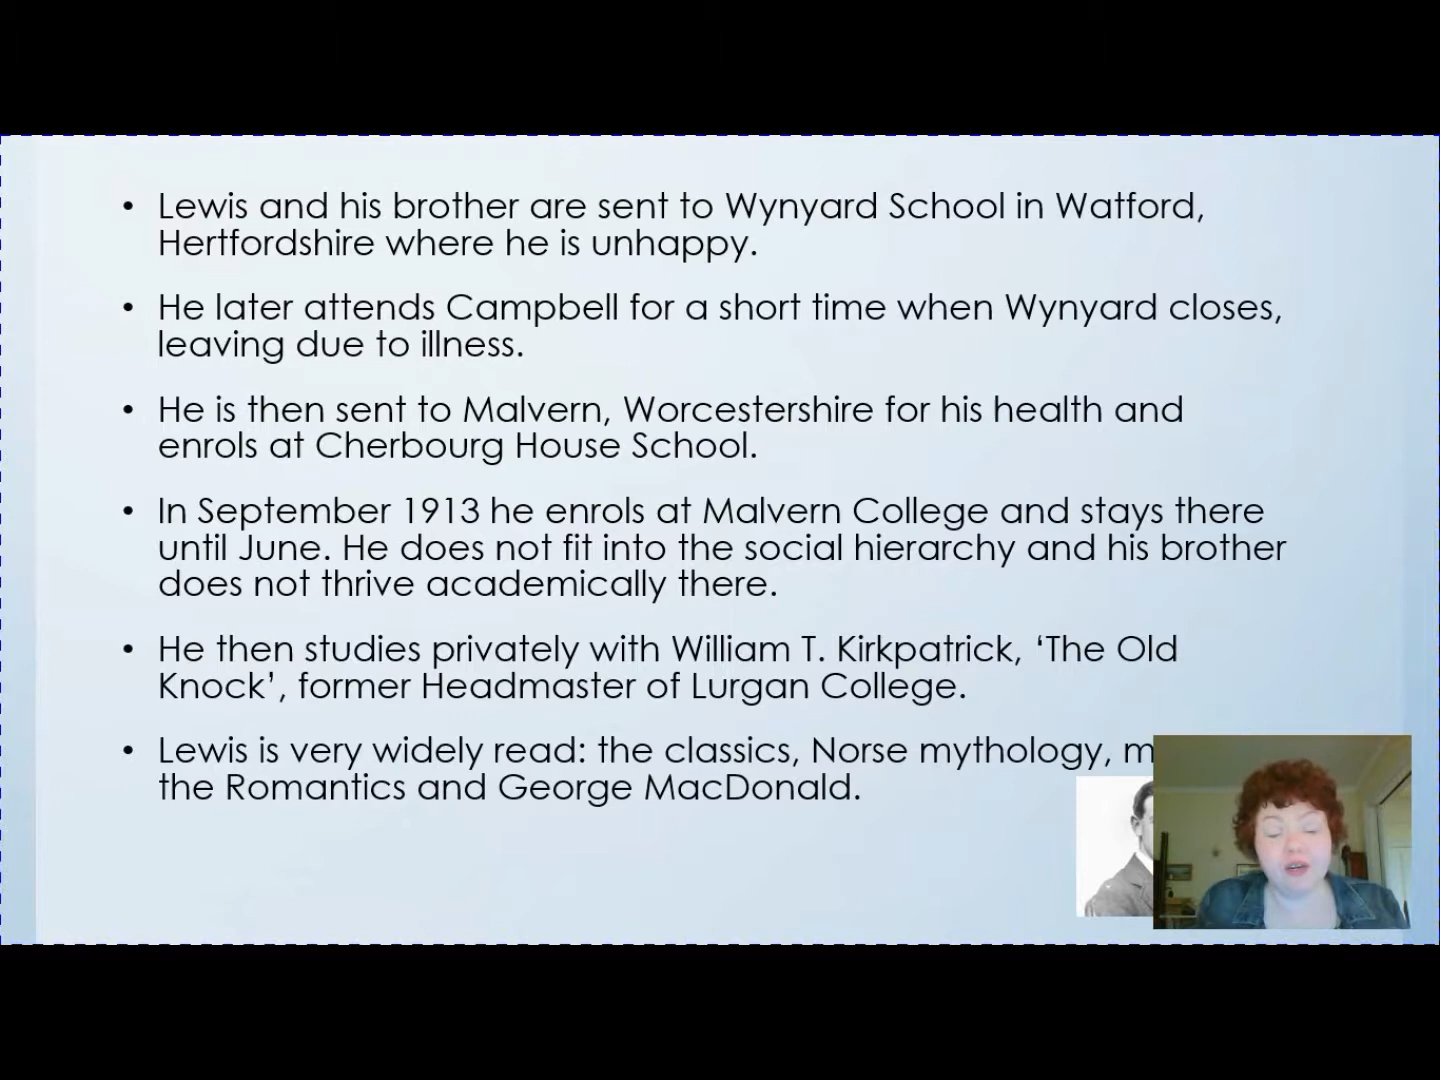 • Lewis and his brother are sent to Wynyard School in Watford,
Hertfordshire where he is unhappy.
• He later attends Campbell for a short time when Wynyard closes,
leaving due to illness.
• He is then sent to Malvern, Worcestershire for his health and
enrols at Cherbourg House School.
• In September 1913 he enrols at Malvern College and stays there
until June. He does not fit into the social hierarchy and his brother
does not thrive academically there.
• He then studies privately with William T. Kirkpatrick, ‘The Old
Knock’, former Headmaster of Lurgan College.
• Lewis is very widely read: the classics, Norse mythology,
the Romantics and George MacDonald.